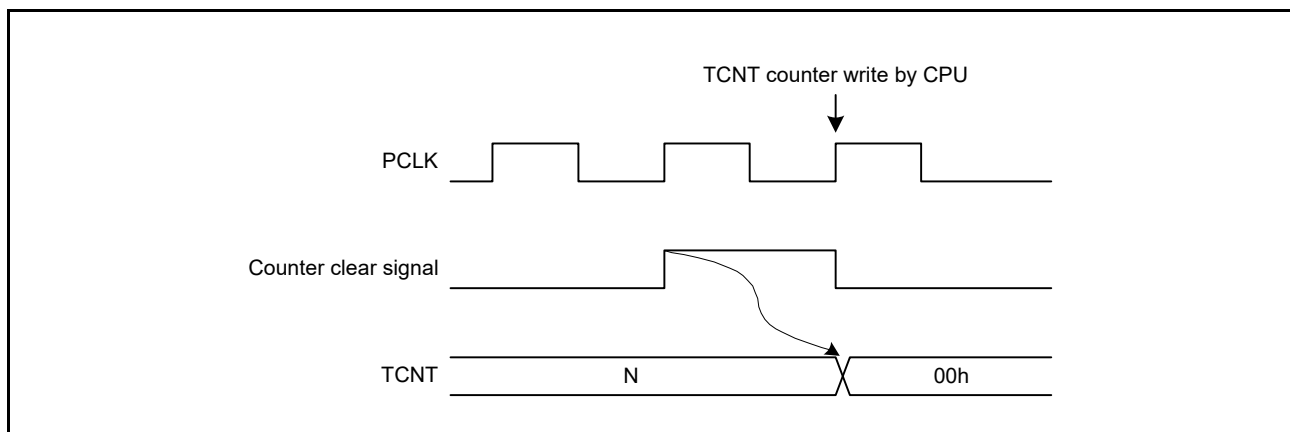 TCNT counter write by CPU
PCLK
Counter clear signal
TCNT
N
00h